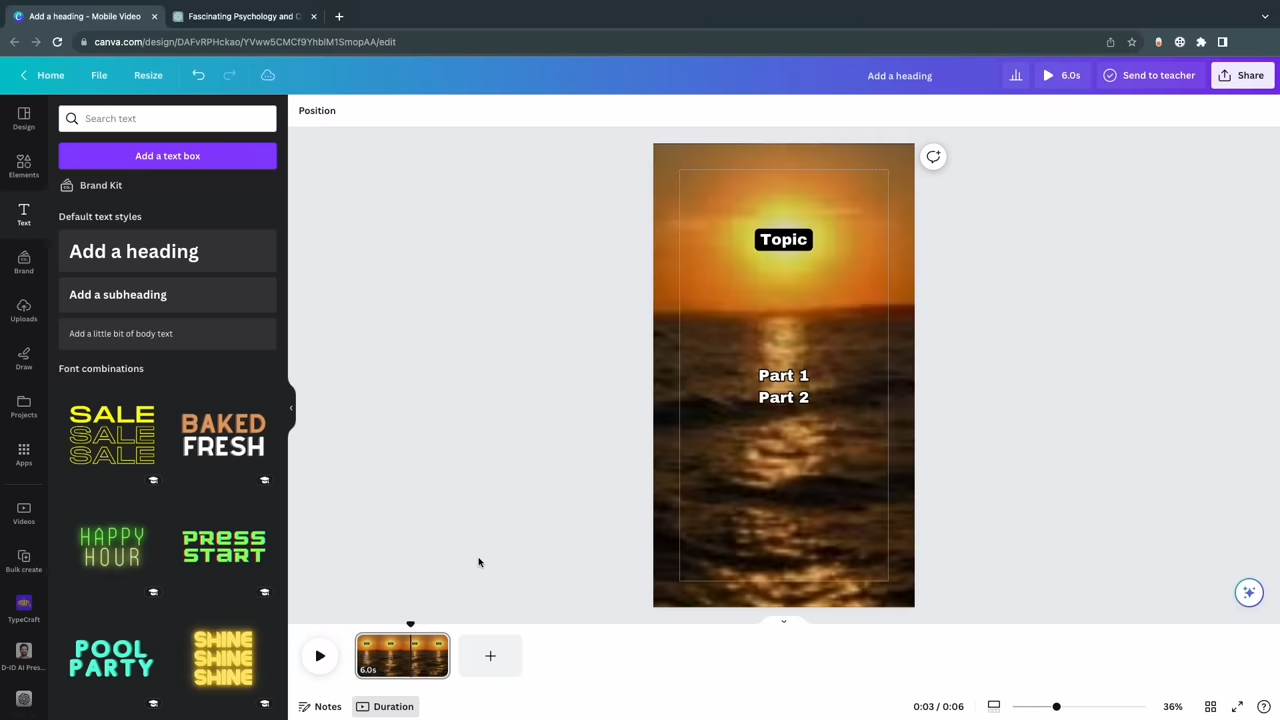 Add a heading - Mobile Video
Fascinating Psychology and C
canva.com/design/DAFvRPHckao/YVww5CMCf9YhblM1SmopAA/edit
Home
File
Resize
Add a heading
6.0s
Send to teacher
Share
Design
Elements
Text
Brand
Uploads
Draw
Projects
Apps
Videos
Bulk create
TypeCraft
D-ID AI Pres...
Search text
Add a text box
Brand Kit
Default text styles
Add a heading
Add a subheading
Add a little bit of body text
Font combinations
SALE
SALE
SALE
BAKED
FRESH
HAPPY
HOUR
PRESS
START
POOL
PARTY
SHINE
SHINE
SHINE
Position
Topic
Part 1
Part 2
6.0s
Notes
Duration
0:03 / 0:06
36%